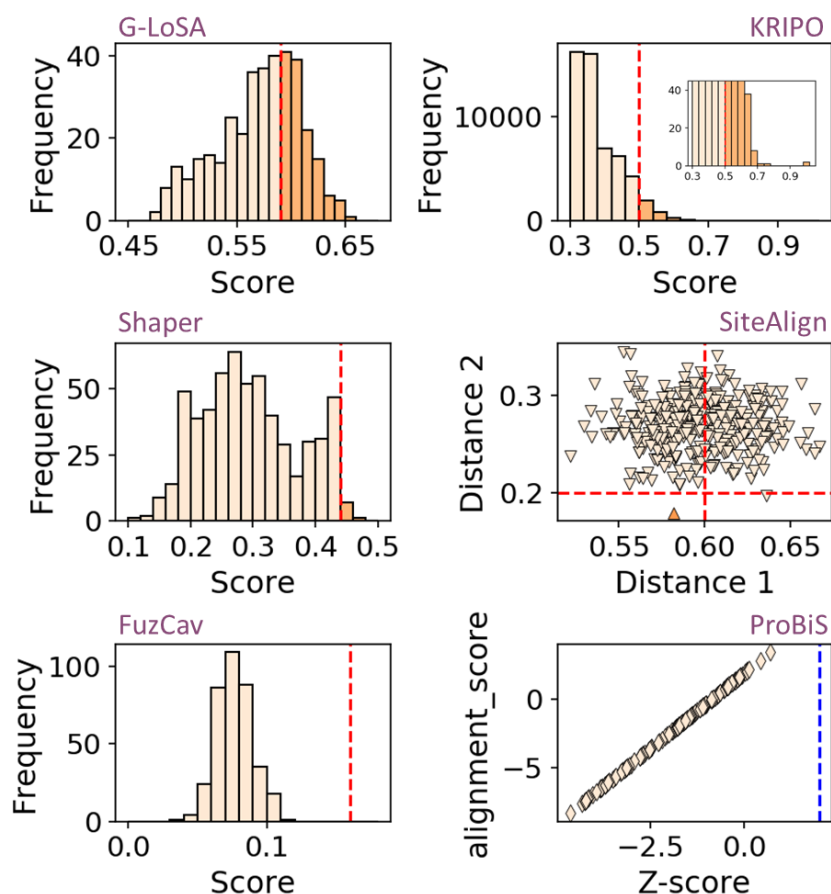 G-LoSA
Frequency
40
20
0
0.45 0.55 0.65
Score
KRIPO
Frequency
10000
0
40
20
0
0.3 0.5 0.7 0.9
0.3 0.5 0.7 0.9
Score
Shaper
Frequency
50
25
0
0.1 0.2 0.3 0.4 0.5
Score
SiteAlign
Distance 2
0.3
0.2
0.55 0.60 0.65
Distance 1
FuzCav
Frequency
100
50
0
0.0 0.1
Score
ProBiS
alignment_score
0
−5
−2.5 0.0
Z-score